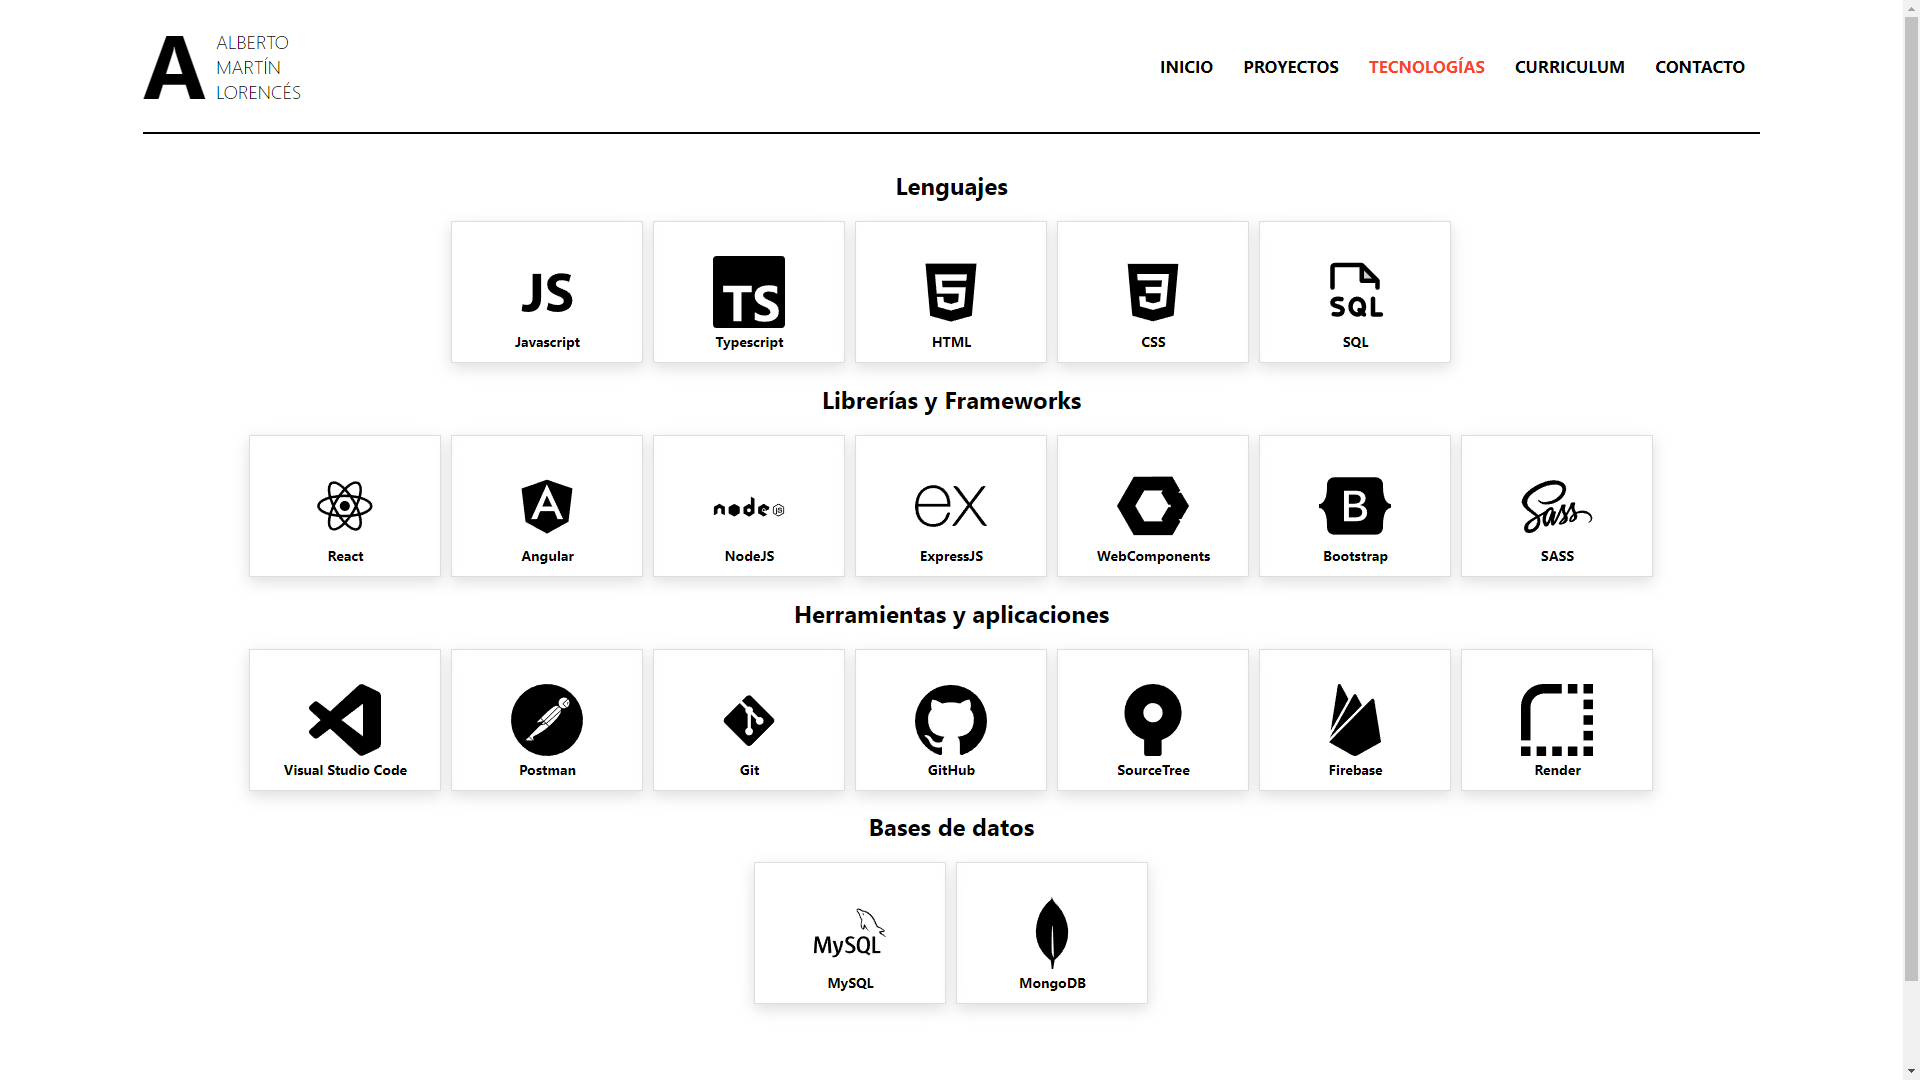 A
ALBERTO
MARTÍN
LORENCÉS
INICIO PROYECTOS TECNOLOGÍAS CURRICULUM CONTACTO
Lenguajes
JS TS 5 3 SQL
Javascript Typescript HTML CSS SQL
Librerías y Frameworks
A node JS ex B Sass
React Angular NodeJS ExpressJS WebComponents Bootstrap SASS
Herramientas y aplicaciones
Visual Studio Code Postman Git GitHub SourceTree Firebase Render
Bases de datos
MySQL
MySQL MongoDB